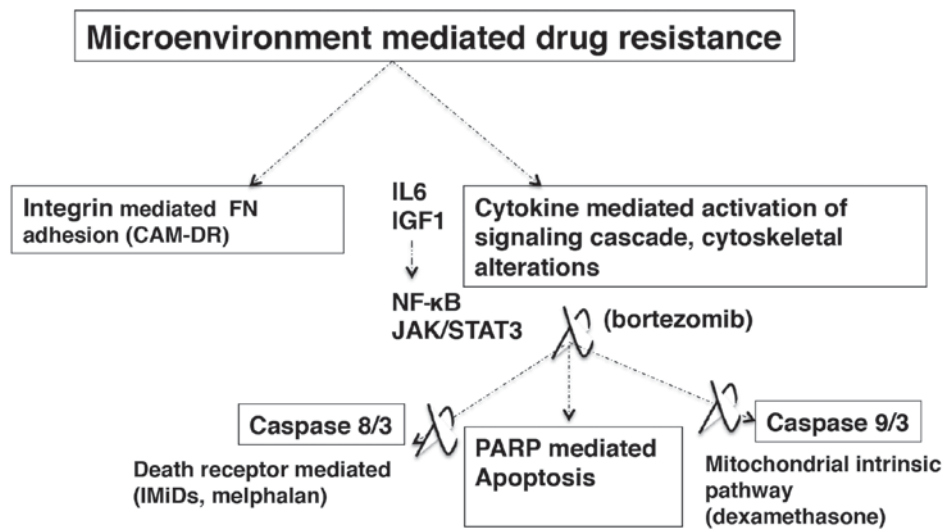 Microenvironment mediated drug resistance
Integrin mediated FN
adhesion (CAM-DR)
IL6
IGF1
Cytokine mediated activation of
signaling cascade, cytoskeletal
alterations
NF-κB
JAK/STAT3
(bortezomib)
Caspase 8/3
Death receptor mediated
(IMiDs, melphalan)
PARP mediated
Apoptosis
Caspase 9/3
Mitochondrial intrinsic
pathway
(dexamethasone)